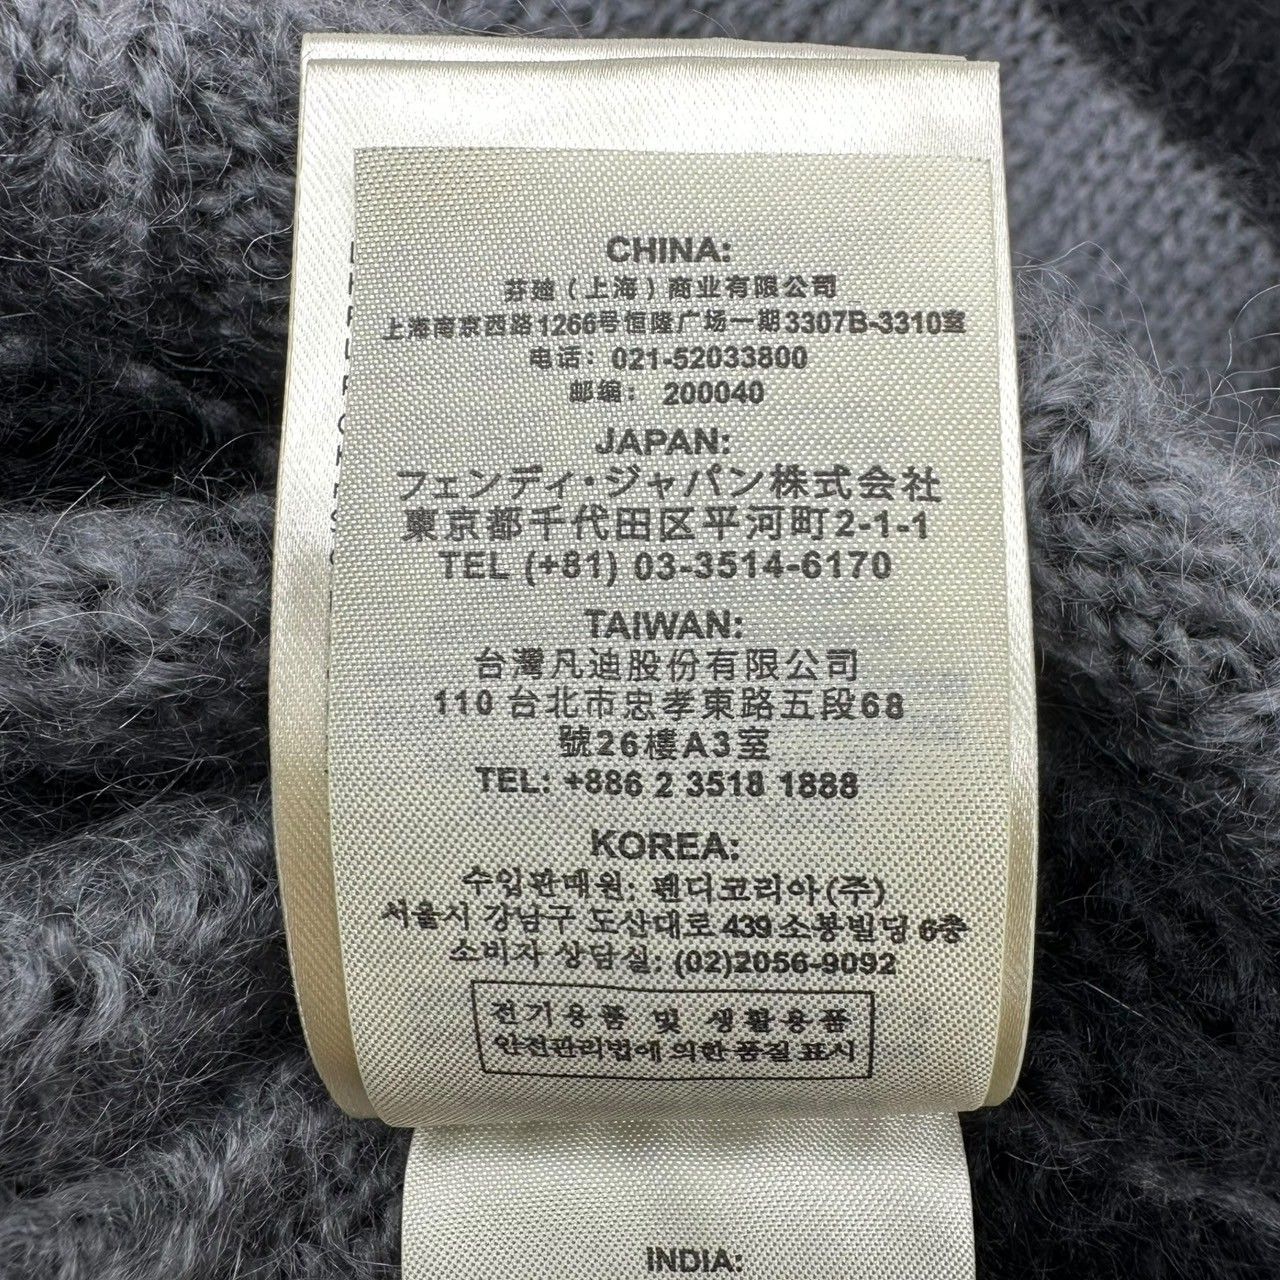 CHINA:
芬迪（上海）商业有限公司
上海南京西路1266号恒隆广场一期3307B-3310室
电话：021-52033800
邮编： 200040
JAPAN:
フェンディ・ジャパン株式会社
東京都千代田区平河町2-1-1
TEL (+81) 03-3514-6170
TAIWAN:
台灣凡迪股份有限公司
110 台北市忠孝東路五段68
號26樓A3室
TEL: +886 2 3518 1888
KOREA:
수입판매원: 펜디코리아(주)
서울시 강남구 도산대로 439 소봉빌딩 6층
소비자 상담실: (02)2056-9092
전기용품 및 생활용품
안전관리법에 의한 품질 표시
INDIA: